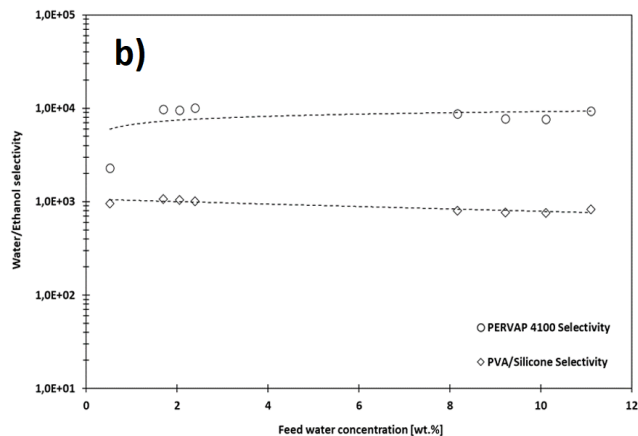 1,0E+05
b)
1,0E+04
1,0E+03
1,0E+02
1,0E+01
Water/Ethanol selectivity
PERVAP 4100 Selectivity
PVA/Silicone Selectivity
0 2 4 6 8 10 12
Feed water concentration [wt.%]